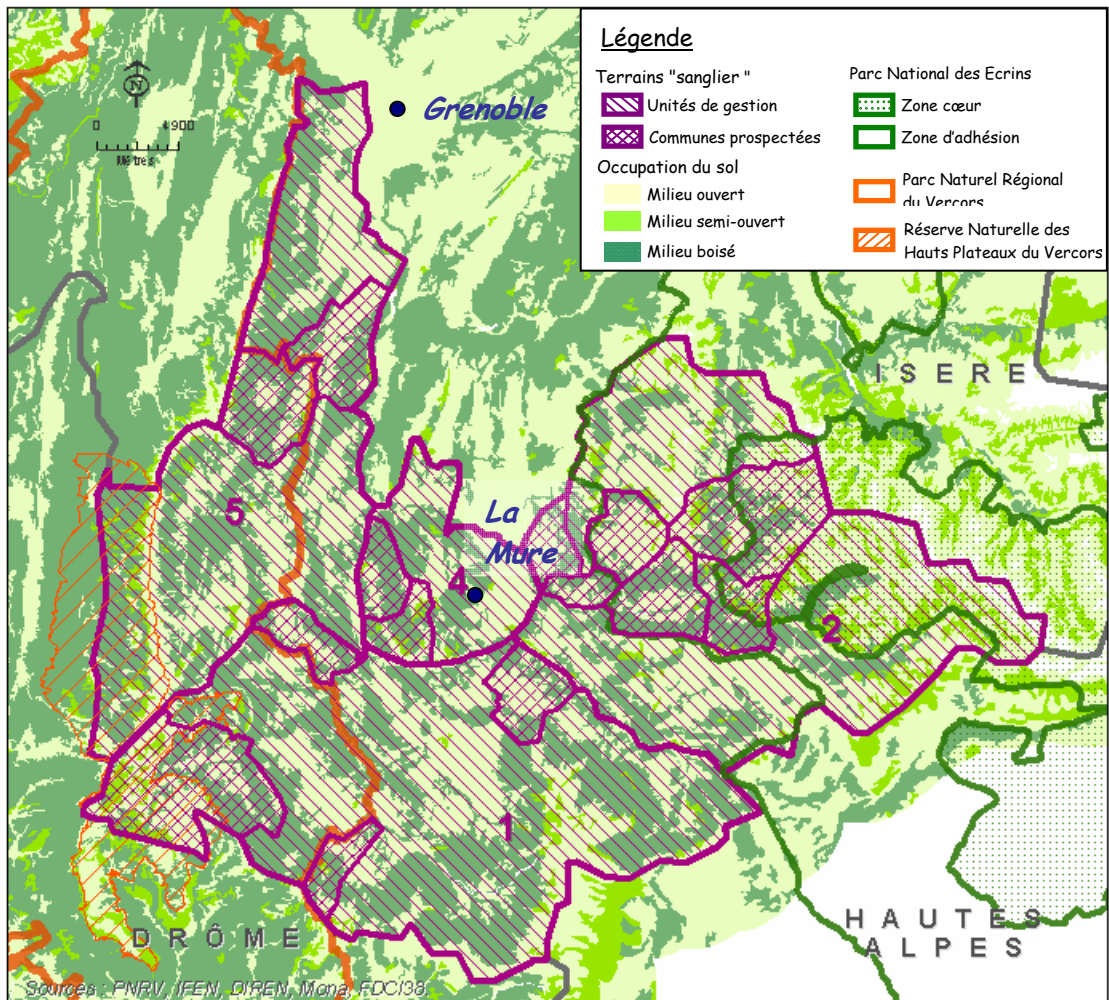 Légende
Terrains "sanglier "
Unités de gestion
Communes prospectées
Occupation du sol
Milieu ouvert
Milieu semi-ouvert
Milieu boisé
Parc National des Ecrins
Zone cœur
Zone d'adhésion
Parc Naturel Régional
du Vercors
Réserve Naturelle des
Hauts Plateaux du Vercors
N
0
Mètres
Grenoble
ISERE
5
La
Mure
4
2
1
HAUTES
ALPES
DRÔME
Sources : PNRV, IFEN, DIREN, Mona, FDCI38.